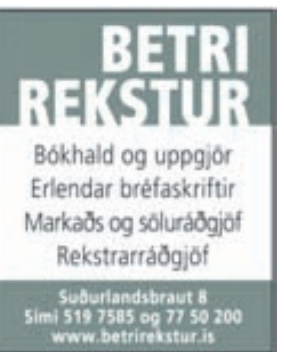 BETRI
REKSTUR
Bókhald og uppgjör
Erlendar bréfaskriftir
Markaðs og söluráðgjöf
Rekstrarráðgjöf
Suðurlandsbraut 8
Sími 519 7585 og 77 50 200
www.betrirekstur.is